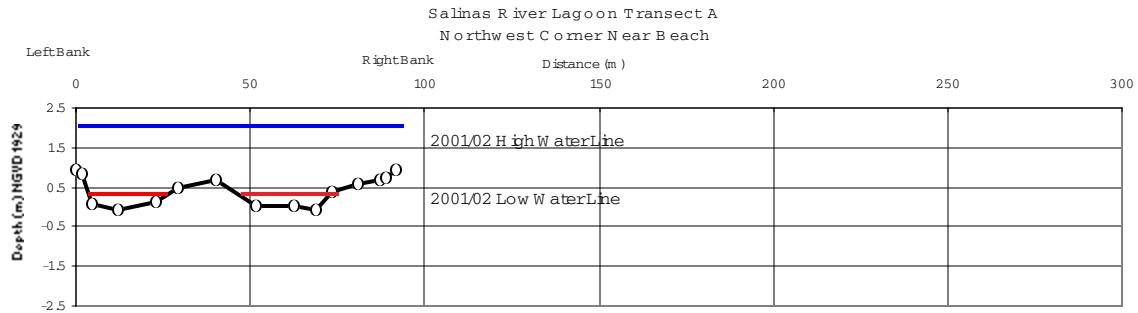 Salinas River Lagoon Transect A
Northwest Corner Near Beach
Left Bank
Right Bank
Distance (m)
0 50 100 150 200 250 300
2.5
1.5
0.5
-0.5
-1.5
-2.5
Depth (m) NGVD 1929
2001/02 High Water Line
2001/02 Low Water Line